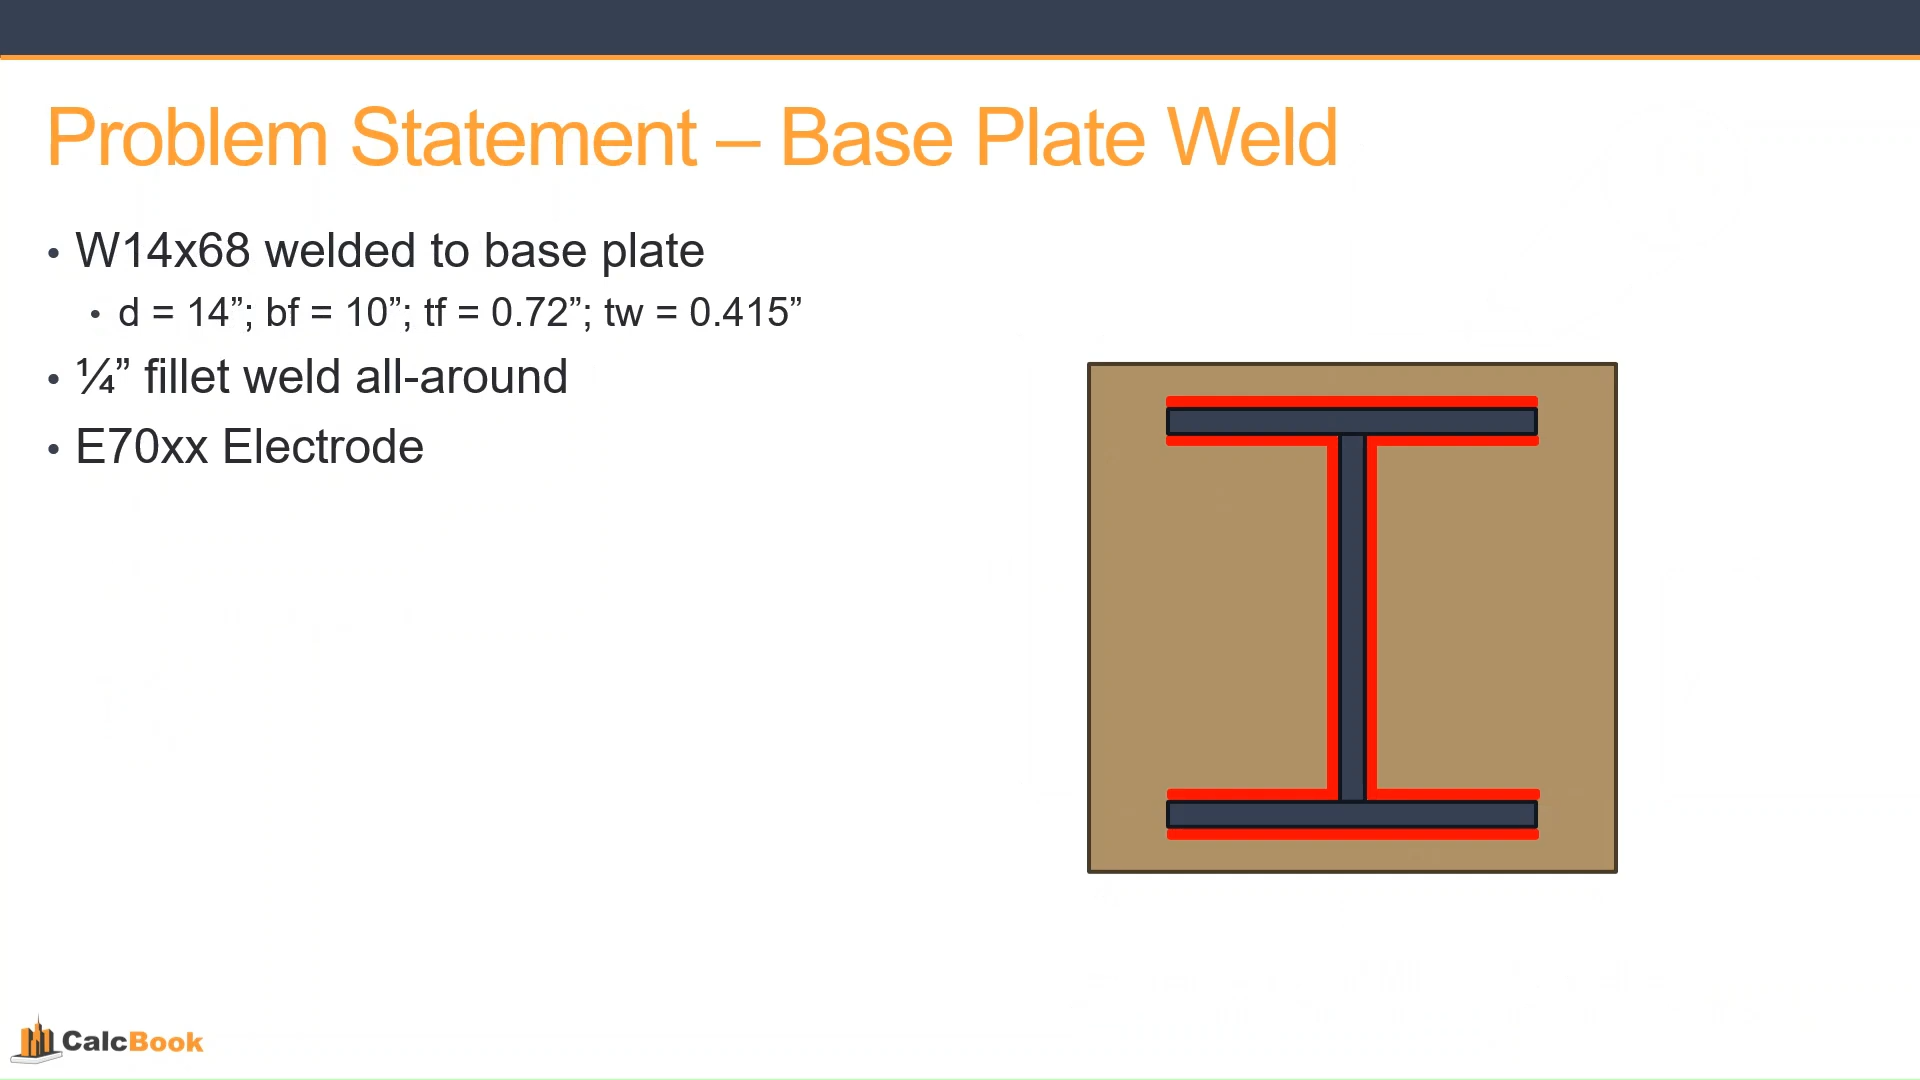 Problem Statement – Base Plate Weld
• W14x68 welded to base plate
• d = 14”; bf = 10”; tf = 0.72”; tw = 0.415”
• ¼” fillet weld all-around
• E70xx Electrode
CalcBook